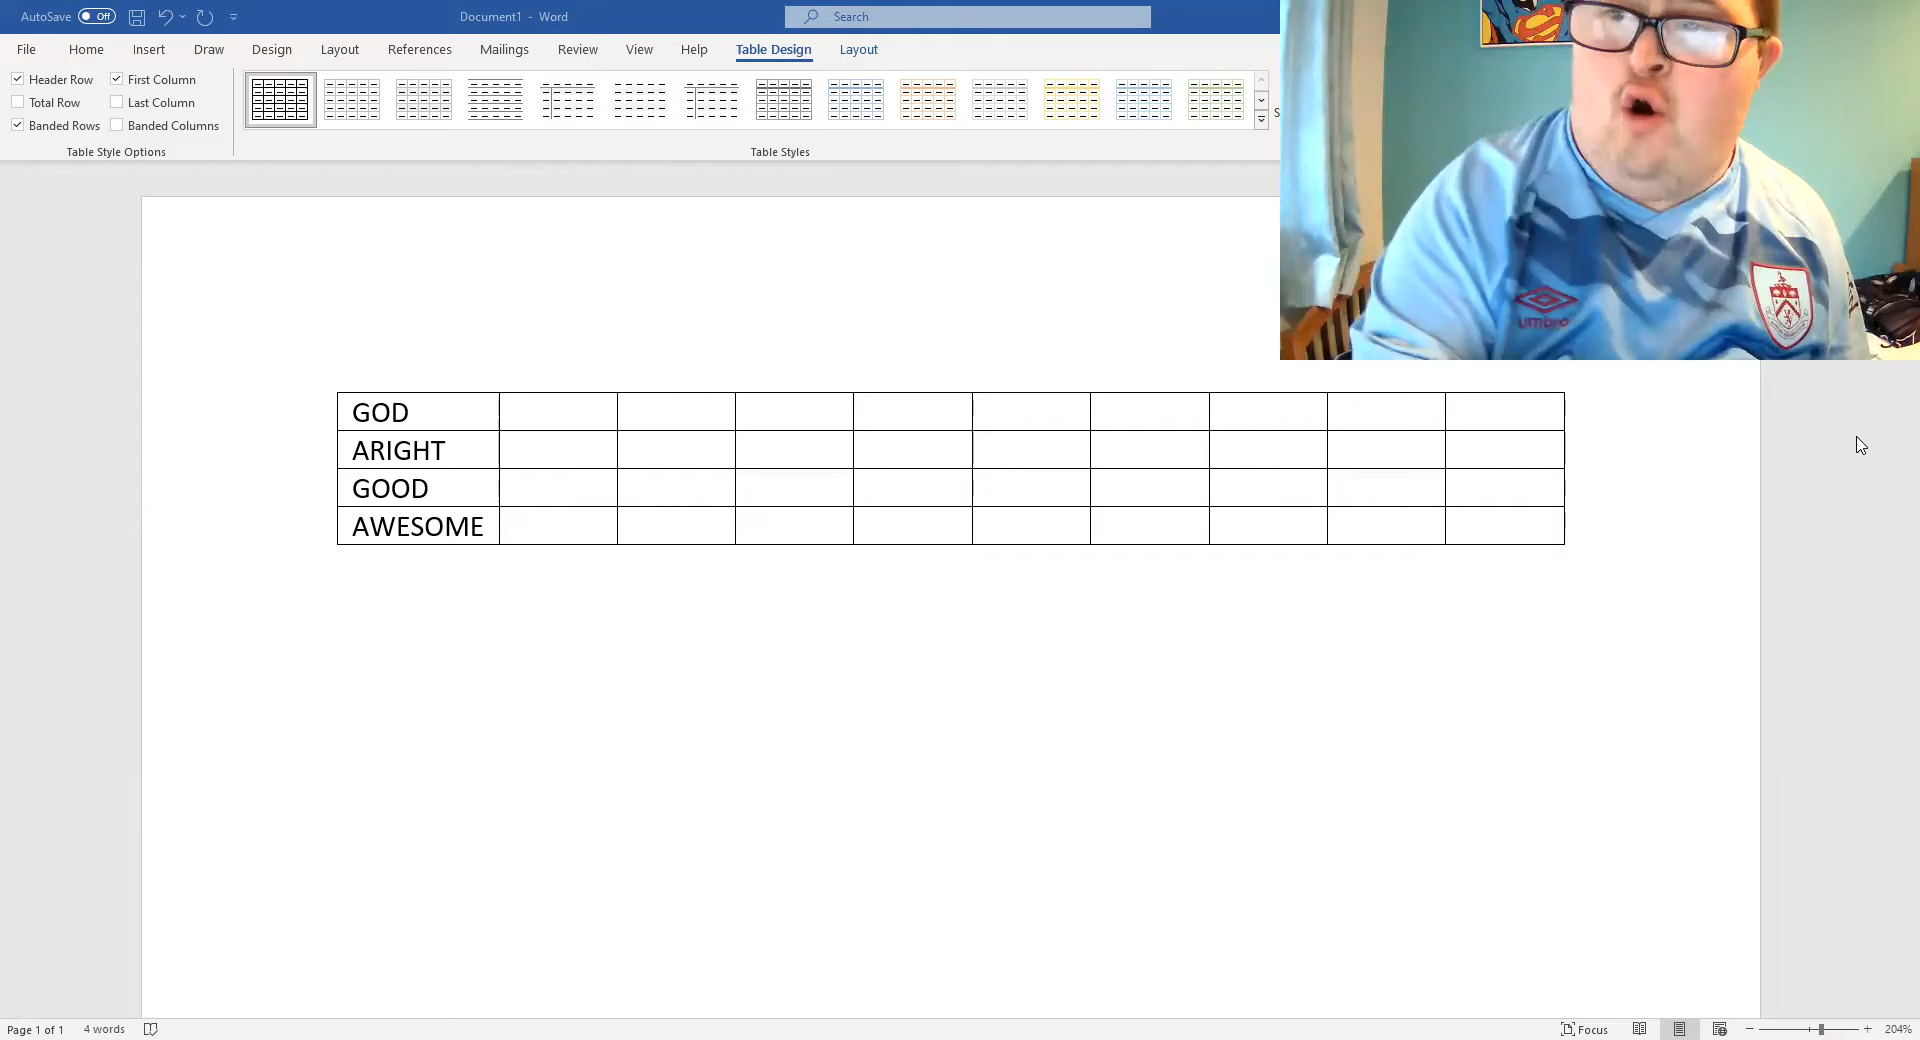 AutoSave Off Document1 - Word Search
File Home Insert Draw Design Layout References Mailings Review View Help Table Design Layout
Header Row First Column
Total Row Last Column
Banded Rows Banded Columns
Table Style Options Table Styles
umbro
GOD
ARIGHT
GOOD
AWESOME
Page 1 of 1 4 words Focus 204%